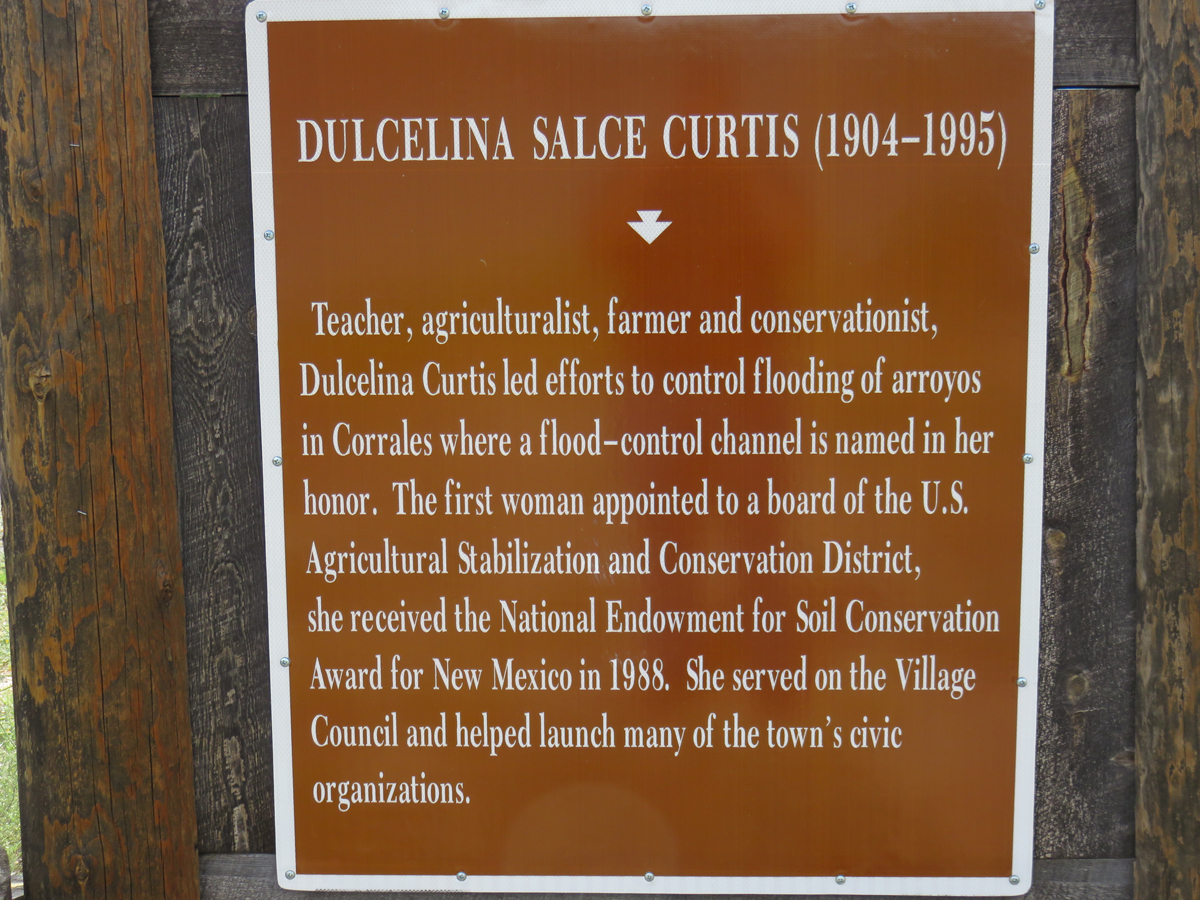 DULCELINA SALCE CURTIS (1904–1995)
Teacher, agriculturalist, farmer and conservationist,
Dulcelina Curtis led efforts to control flooding of arroyos
in Corrales where a flood–control channel is named in her
honor.  The first woman appointed to a board of the U.S.
Agricultural Stabilization and Conservation District,
she received the National Endowment for Soil Conservation
Award for New Mexico in 1988.  She served on the Village
Council and helped launch many of the town's civic
organizations.